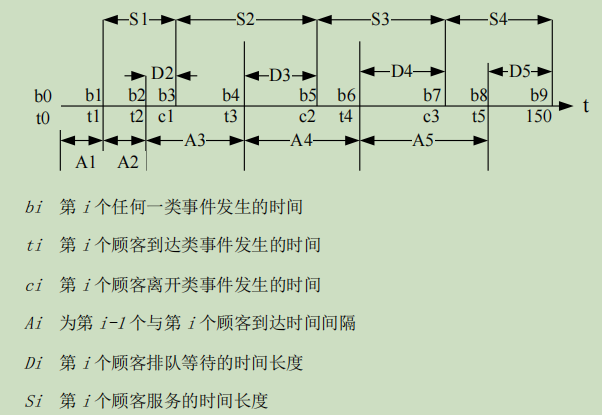 S1 S2 S3 S4
D2 D3 D4 D5
b0 b1 b2 b3 b4 b5 b6 b7 b8 b9
t
t0 t1 t2 c1 t3 c2 t4 c3 t5 150
A1 A2 A3 A4 A5
bi 第 i 个任何一类事件发生的时间
ti 第 i 个顾客到达类事件发生的时间
ci 第 i 个顾客离开类事件发生的时间
Ai 为第 i-1 个与第 i 个顾客到达时间间隔
Di 第 i 个顾客排队等待的时间长度
Si 第 i 个顾客服务的时间长度